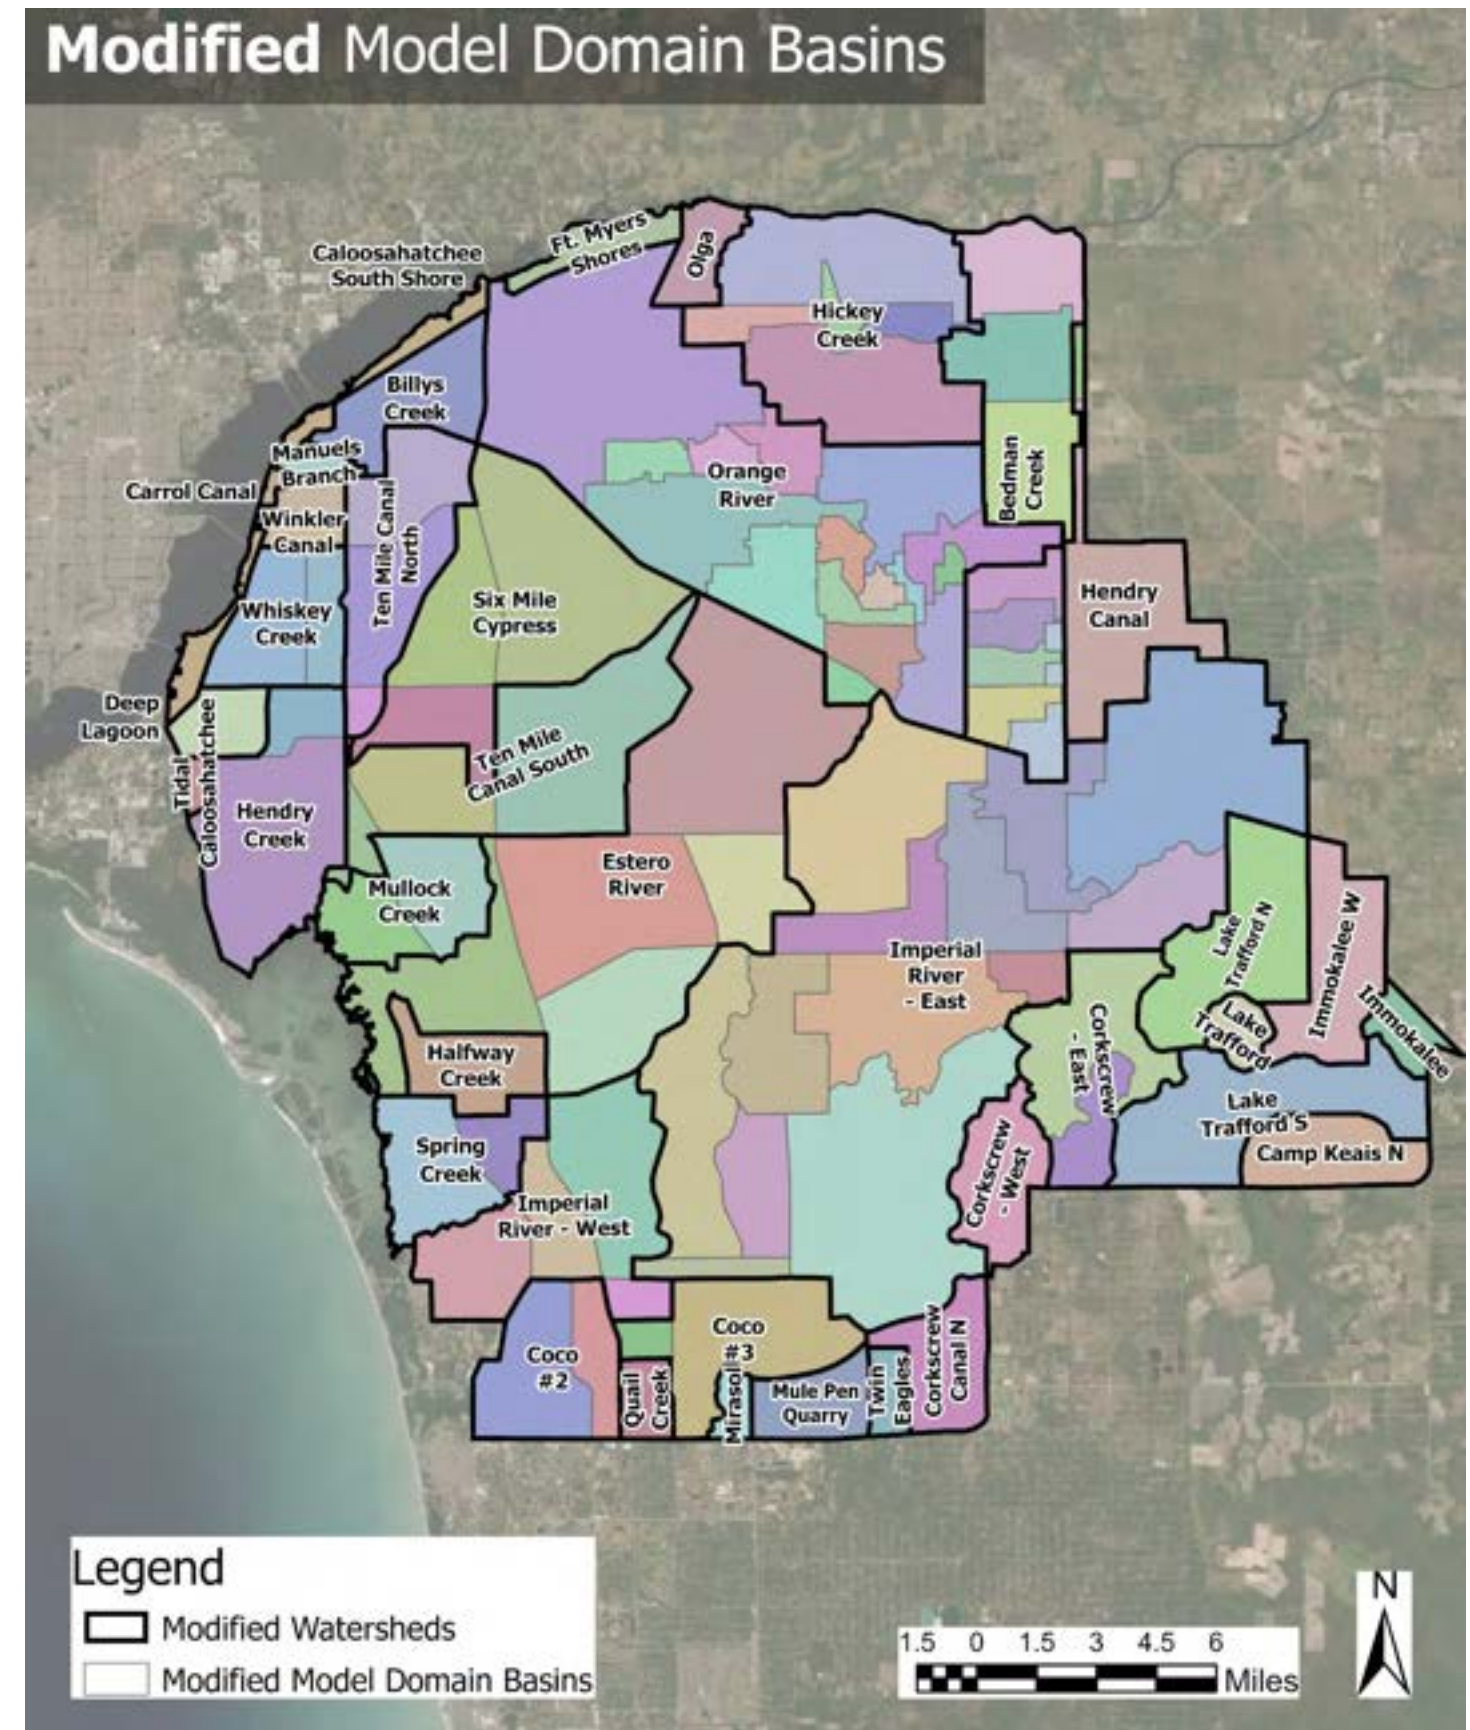 Modified Model Domain Basins
Ft. Myers
Shores
Olga
Caloosahatchee
South Shore
Hickey
Creek
Billys
Creek
Manuels
Branch
Carrol Canal
Winkler
Canal
Ten Mile Canal
North
Orange
River
Bedman
Creek
Whiskey
Creek
Six Mile
Cypress
Hendry
Canal
Deep
Lagoon
Tidal
Caloosahatchee
Ten Mile
Canal South
Hendry
Creek
Mullock
Creek
Estero
River
Imperial
River
- East
Lake
Trafford N
Immokalee W
Lake
Trafford
Immokalee
Corkscrew
- East
Halfway
Creek
Lake
Trafford S
Camp Keais N
Spring
Creek
Corkscrew
- West
Imperial
River - West
Coco
#2
Quail
Creek
Coco
#3
Mirasol
Mule Pen
Quarry
Twin
Eagles
Corkscrew
Canal N
Legend
Modified Watersheds
Modified Model Domain Basins
1.5 0 1.5 3 4.5 6
Miles
N